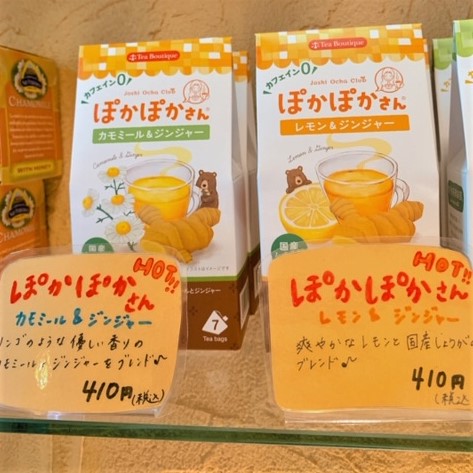 Tea Boutique
カフェイン0
Joshi Ocha Club
ぽかぽかさん
カモミール&ジンジャー
Camomile & Ginger
国産
7
Tea bags
Tea Boutique
カフェイン0
Joshi Ocha Club
ぽかぽかさん
レモン&ジンジャー
Lemon & Ginger
国産
HOT!!
ぽかぽか
さん
カモミール & ジンジャー
リンゴのような優しい香りの
カモミールとジンジャーをブレンド♪
410円(税込)
HOT!!
ぽかぽか
さん
レモン & ジンジャー
爽やかなレモンと国産しょうがの
ブレンド♪
410円
(税込